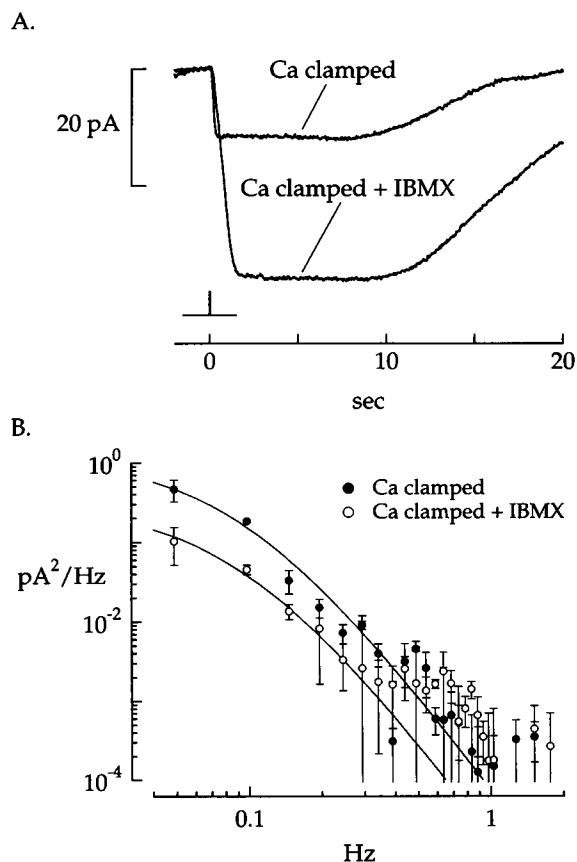 A.
Ca clamped
20 pA
Ca clamped + IBMX
0 10 20
sec
B.
10^0
Ca clamped
Ca clamped + IBMX
pA^2/Hz
10^-2
10^-4
0.1 1
Hz